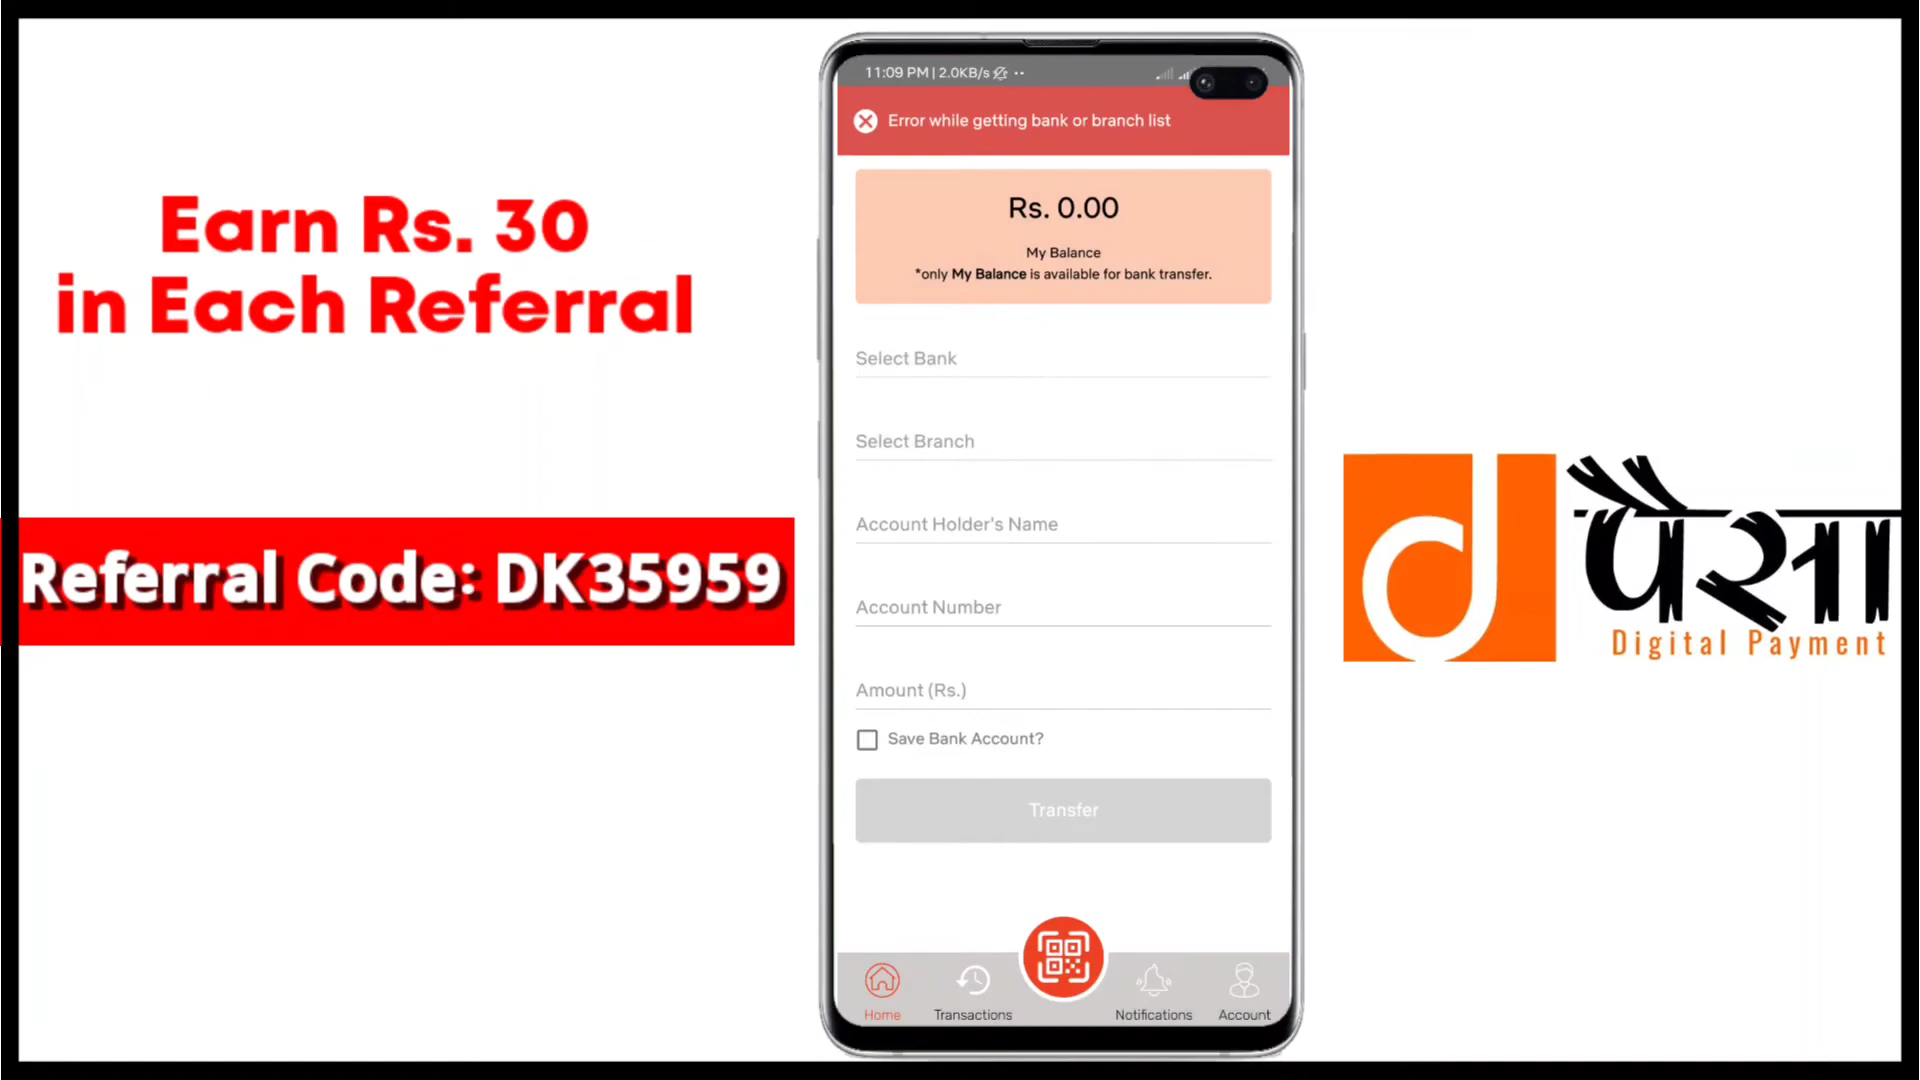 Earn Rs. 30
in Each Referral
Referral Code: DK35959
11:09 PM | 2.0KB/s
Error while getting bank or branch list
Rs. 0.00
My Balance
*only My Balance is available for bank transfer.
Select Bank
Select Branch
Account Holder's Name
Account Number
Amount (Rs.)
Save Bank Account?
Transfer
Home
Transactions
Notifications
Account
d पैसा
Digital Payment